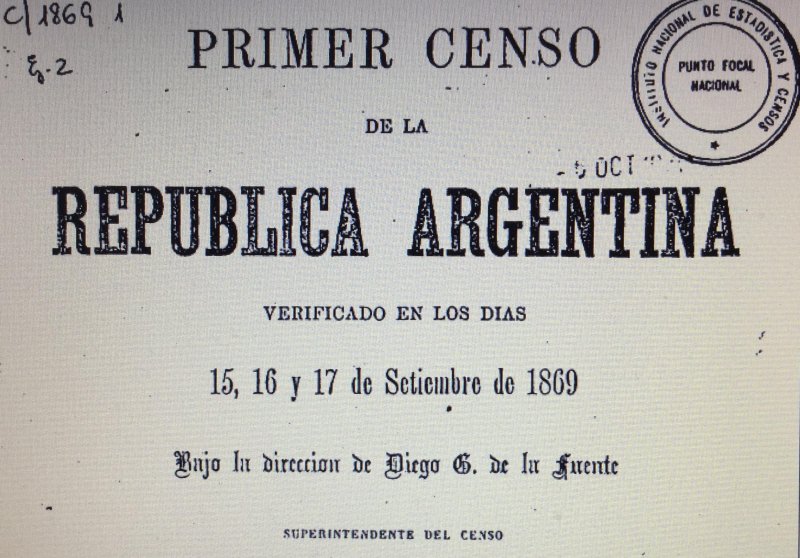 C/1869 1
PRIMER CENSO
INSTITUTO NACIONAL DE ESTADISTICA Y CENSOS
PUNTO FOCAL
NACIONAL
DE LA
OCT
REPUBLICA ARGENTINA
VERIFICADO EN LOS DIAS
15, 16 y 17 de Setiembre de 1869
Bajo la direccion de Diego G. de la Fuente
SUPERINTENDENTE DEL CENSO